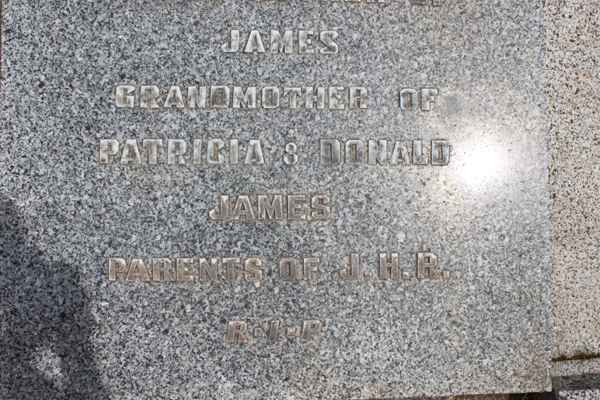 JAMES
GRANDMOTHER OF
PATRICIA & DONALD
JAMES
PARENTS OF J.H.R.
R·I·P